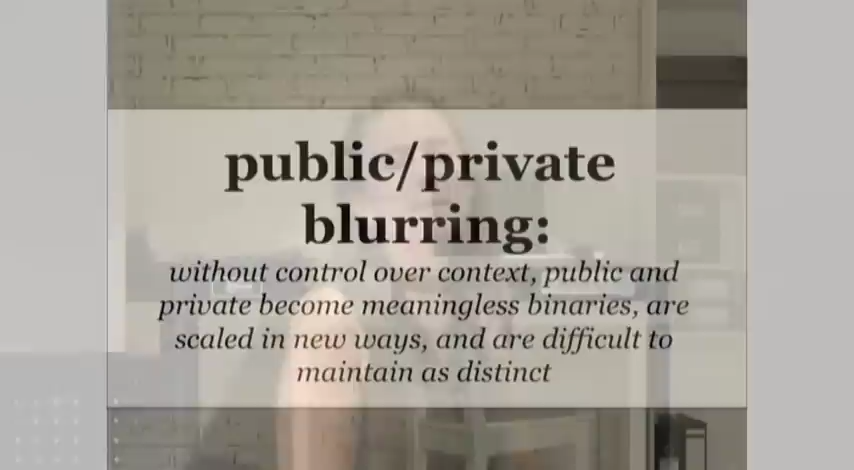 public/private
blurring:
without control over context, public and
private become meaningless binaries, are
scaled in new ways, and are difficult to
maintain as distinct